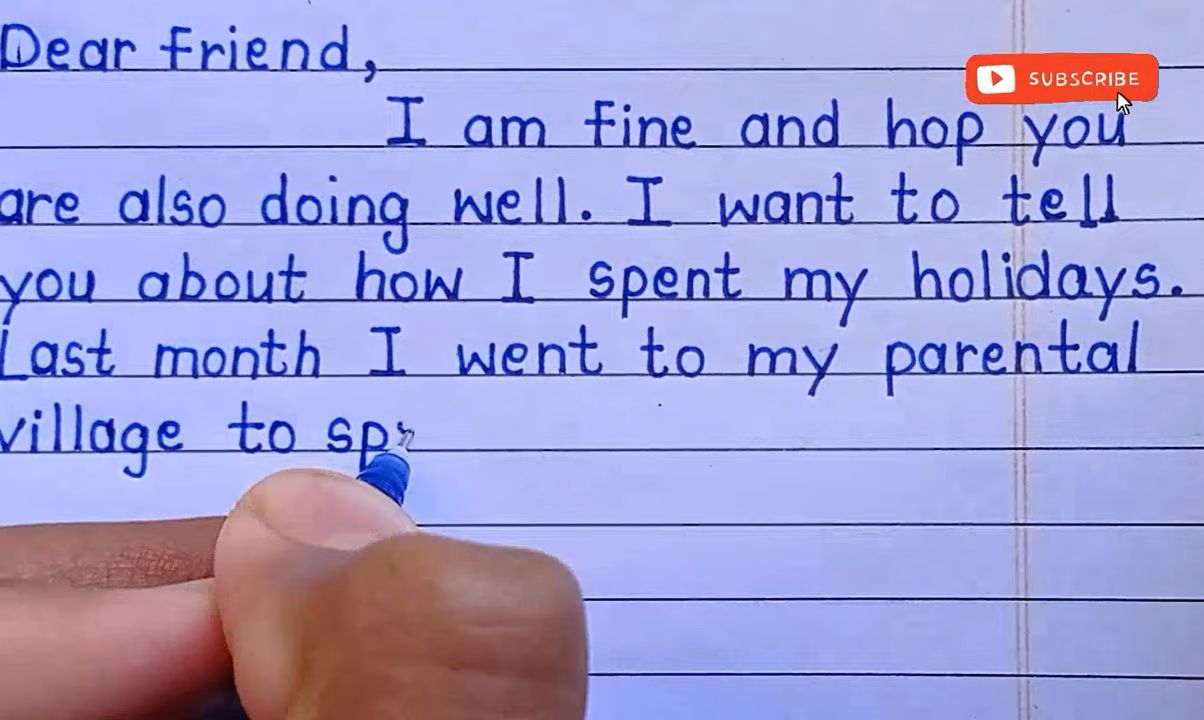 Dear friend,
SUBSCRIBE
I am fine and hop you
are also doing well. I want to tell
you about how I spent my holidays.
Last month I went to my parental
village to sp